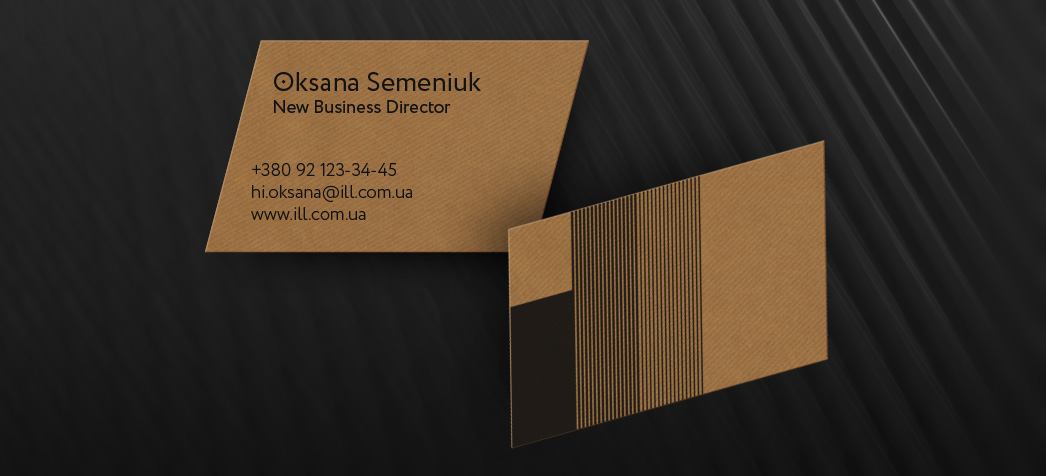 Oksana Semeniuk
New Business Director
+380 92 123-34-45
hi.oksana@ill.com.ua
www.ill.com.ua